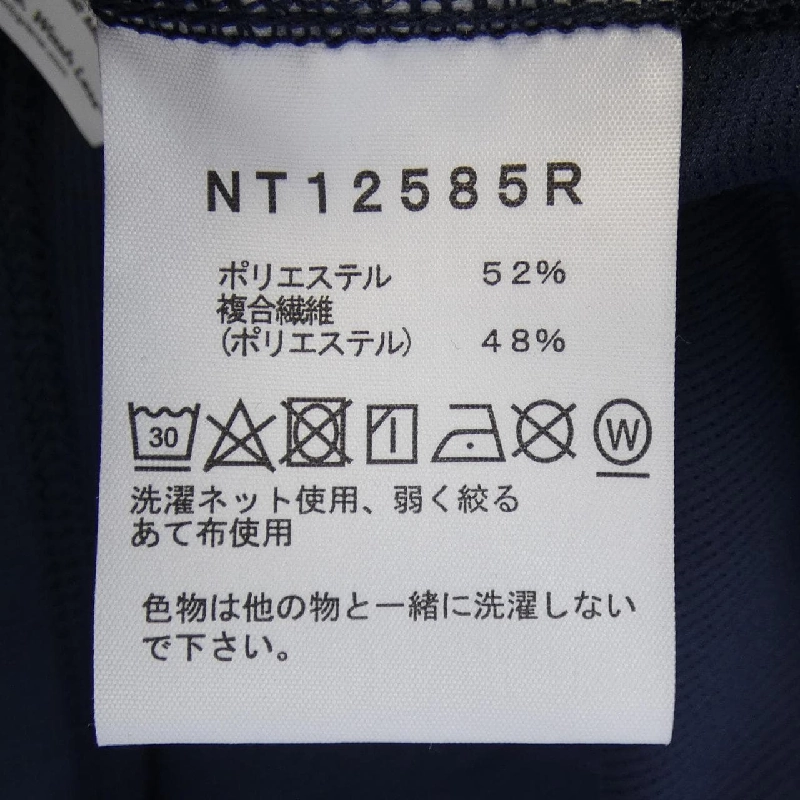 NT12585R
ポリエステル 52%
複合繊維
(ポリエステル) 48%
30 W
洗濯ネット使用、弱く絞る
あて布使用
色物は他の物と一緒に洗濯しない
で下さい。